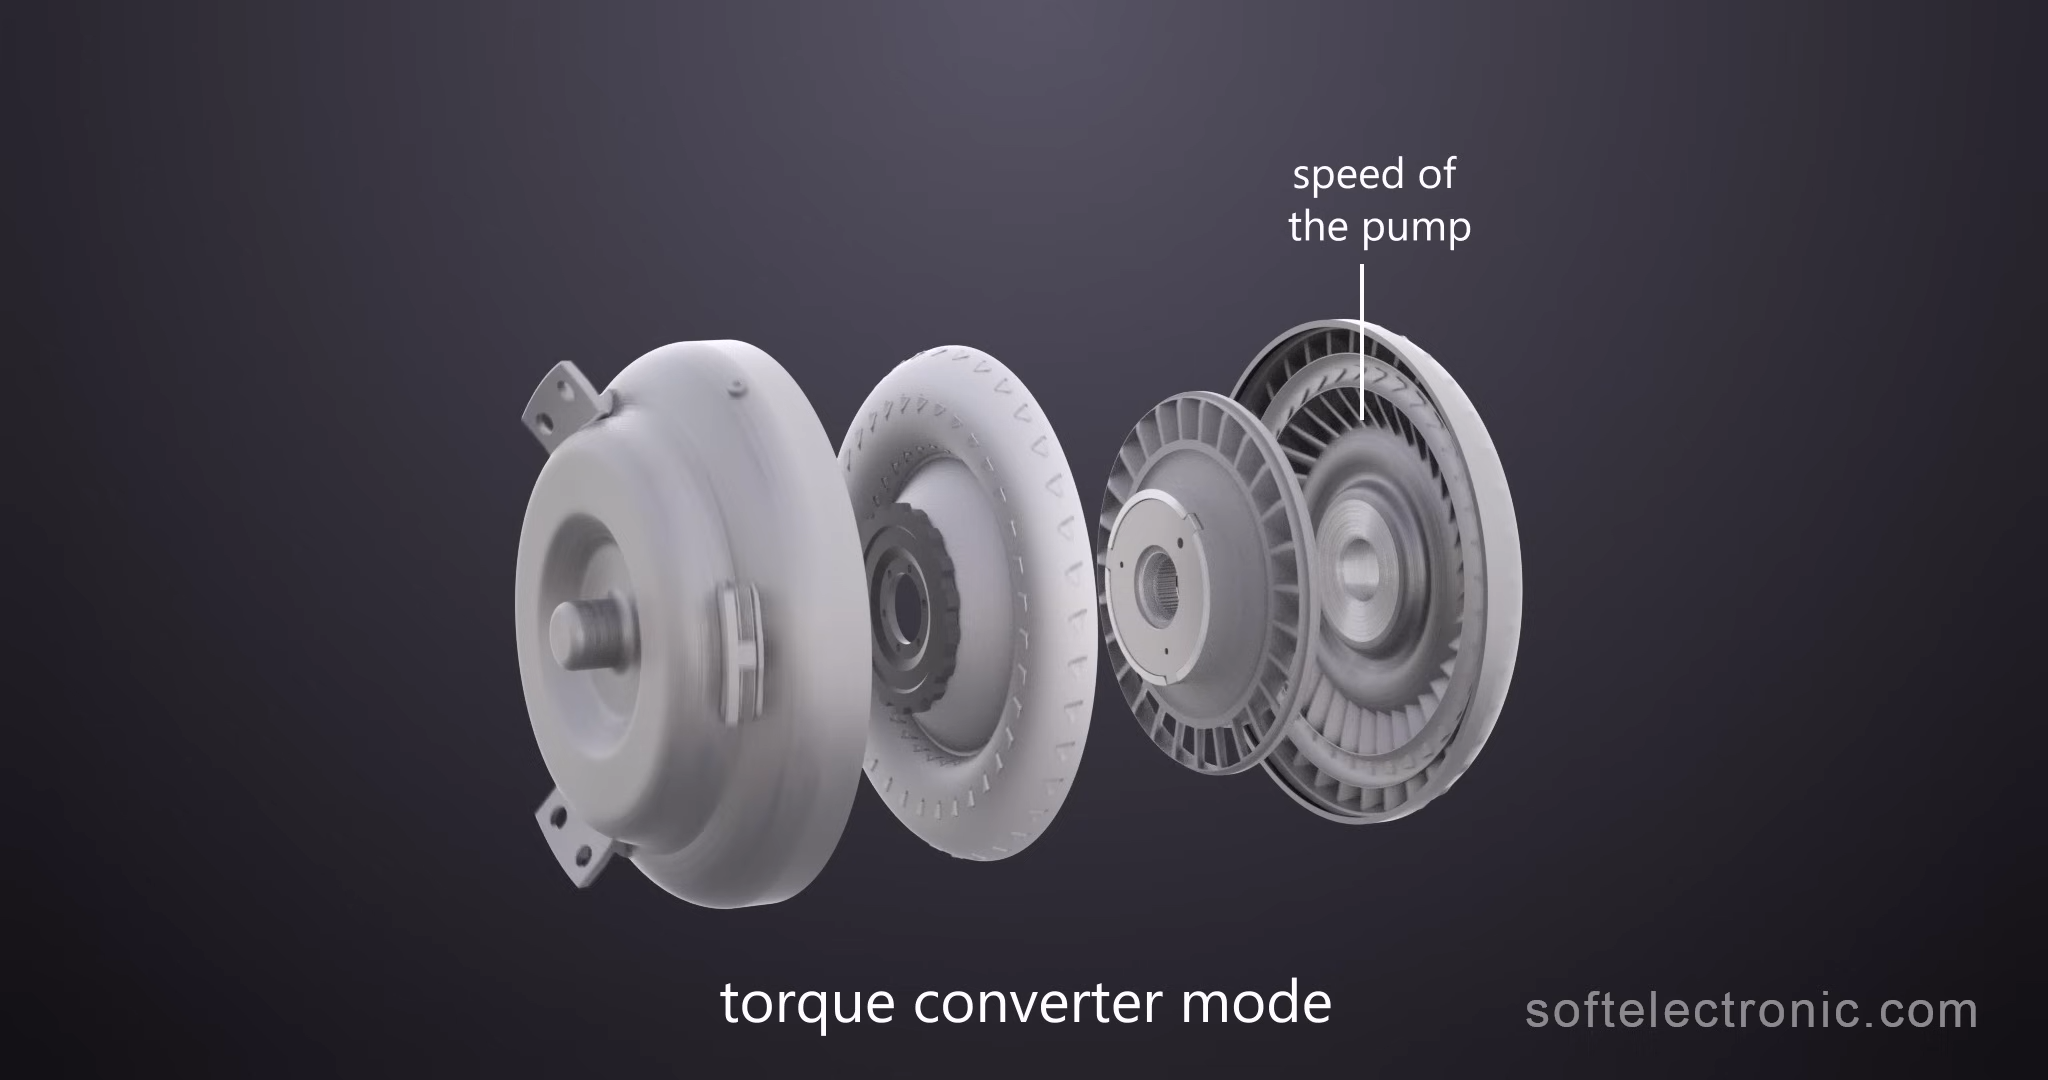 speed of
the pump
torque converter mode
softelectronic.com